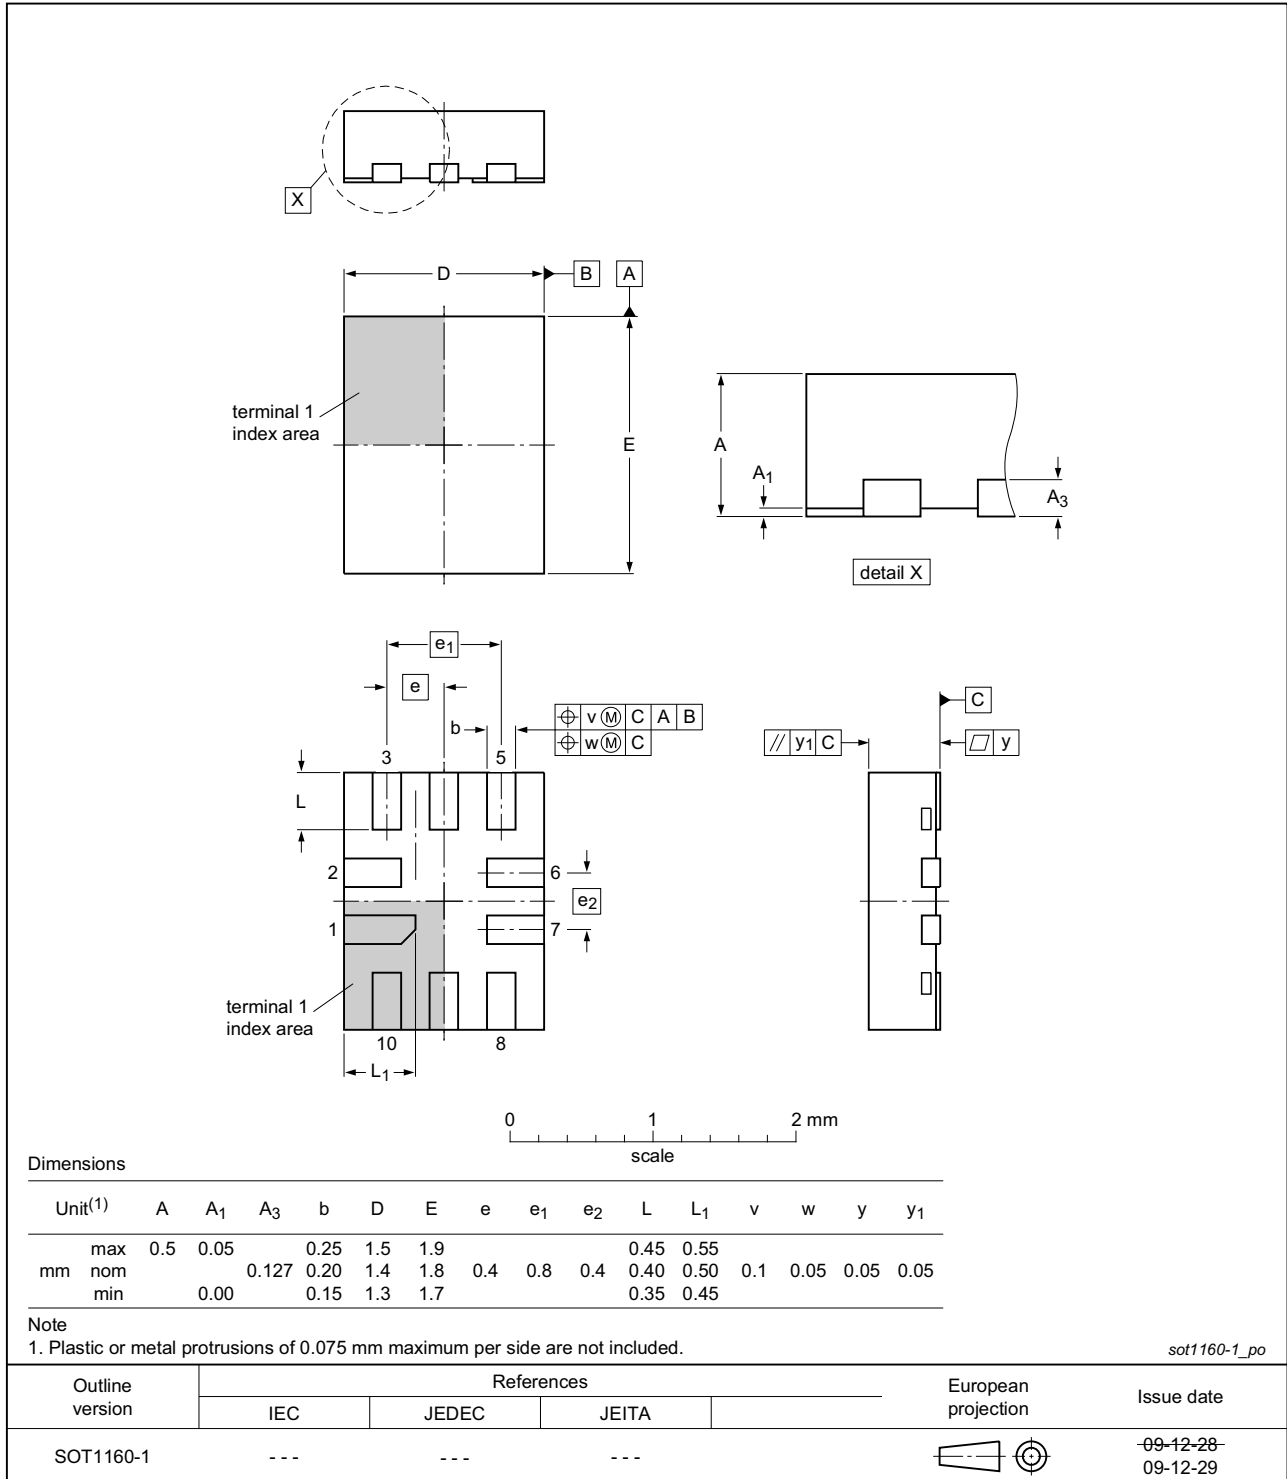 X
D
B
A
terminal 1
index area
E
A
A1
A3
detail X
e1
e
b
v Ⓜ C A B
w Ⓜ C
C
// y1 C
y
3
5
L
2
6
e2
1
7
terminal 1
index area
10
8
L1
0 1 2 mm
scale
Dimensions
Unit(1) A A1 A3 b D E e e1 e2 L L1 v w y y1
max 0.5 0.05 0.25 1.5 1.9 0.45 0.55
mm nom 0.127 0.20 1.4 1.8 0.4 0.8 0.4 0.40 0.50 0.1 0.05 0.05 0.05
min 0.00 0.15 1.3 1.7 0.35 0.45
Note
1. Plastic or metal protrusions of 0.075 mm maximum per side are not included.
sot1160-1_po
Outline
version
References
IEC JEDEC JEITA
European
projection
Issue date
SOT1160-1 - - - - - - - - -
09-12-28
09-12-29